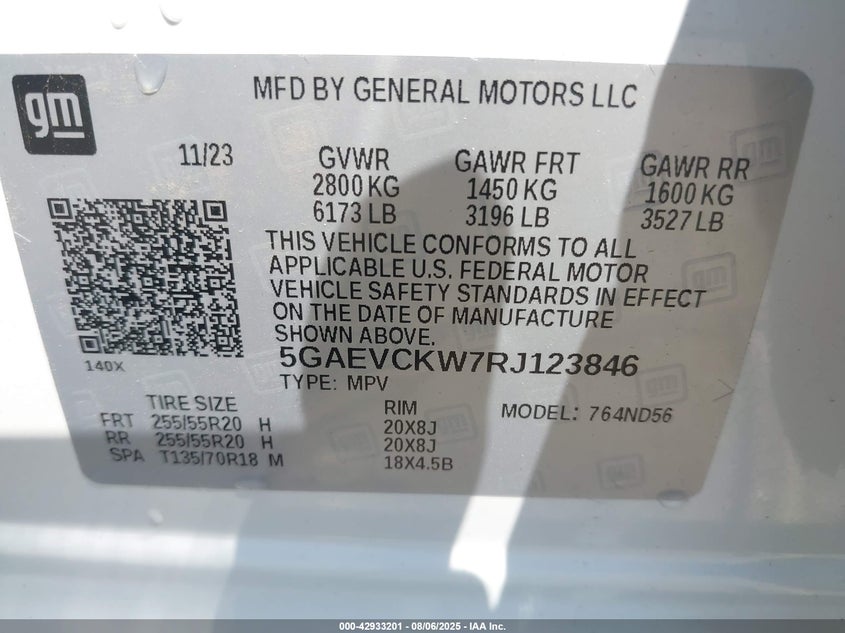 gm
MFD BY GENERAL MOTORS LLC
11/23 GVWR GAWR FRT GAWR RR
2800 KG 1450 KG 1600 KG
6173 LB 3196 LB 3527 LB
THIS VEHICLE CONFORMS TO ALL
APPLICABLE U.S. FEDERAL MOTOR
VEHICLE SAFETY STANDARDS IN EFFECT
ON THE DATE OF MANUFACTURE
SHOWN ABOVE.
140X
5GAEVCKW7RJ123846
TYPE: MPV
TIRE SIZE RIM MODEL: 764ND56
FRT 255/55R20 H 20X8J
RR 255/55R20 H 20X8J
SPA T135/70R18 M 18X4.5B
000-42933201 - 08/06/2025 - IAA Inc.